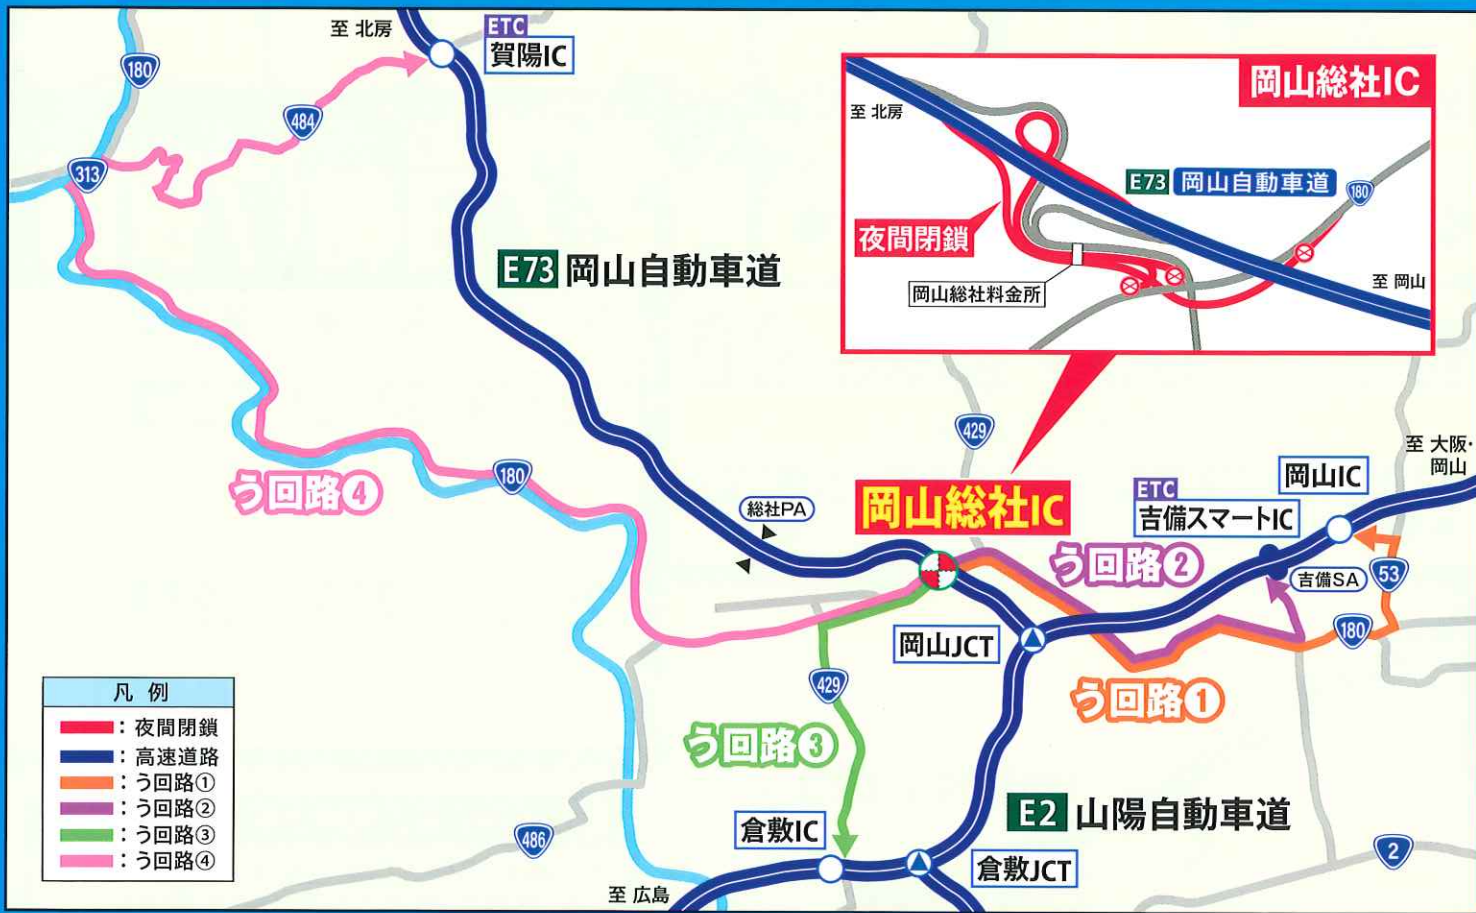 至 北房
ETC
賀陽IC
180
484
313
岡山総社IC
至 北房
E73 岡山自動車道
180
夜間閉鎖
岡山総社料金所
至 岡山
E73 岡山自動車道
429
至 大阪・
岡山
岡山IC
ETC
吉備スマートIC
う回路④
180
総社PA
岡山総社IC
う回路②
吉備SA
53
180
岡山JCT
429
う回路①
う回路③
凡 例
：夜間閉鎖
：高速道路
：う回路①
：う回路②
：う回路③
：う回路④
486
倉敷IC
E2 山陽自動車道
倉敷JCT
2
至 広島